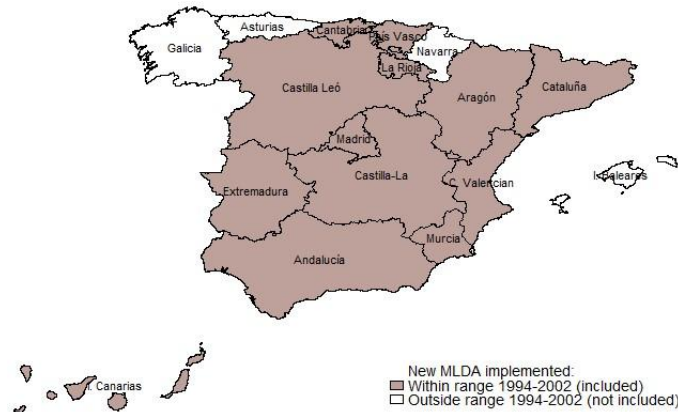 Asturias
Cantabria
País Vasco
Galicia
Navarra
La Rioja
Castilla Leó
Cataluña
Aragón
Madrid
Castilla-La
I.Baleares
C. Valencian
Extremadura
Murcia
Andalucía
I. Canarias
New MLDA implemented:
Within range 1994-2002 (included)
Outside range 1994-2002 (not included)